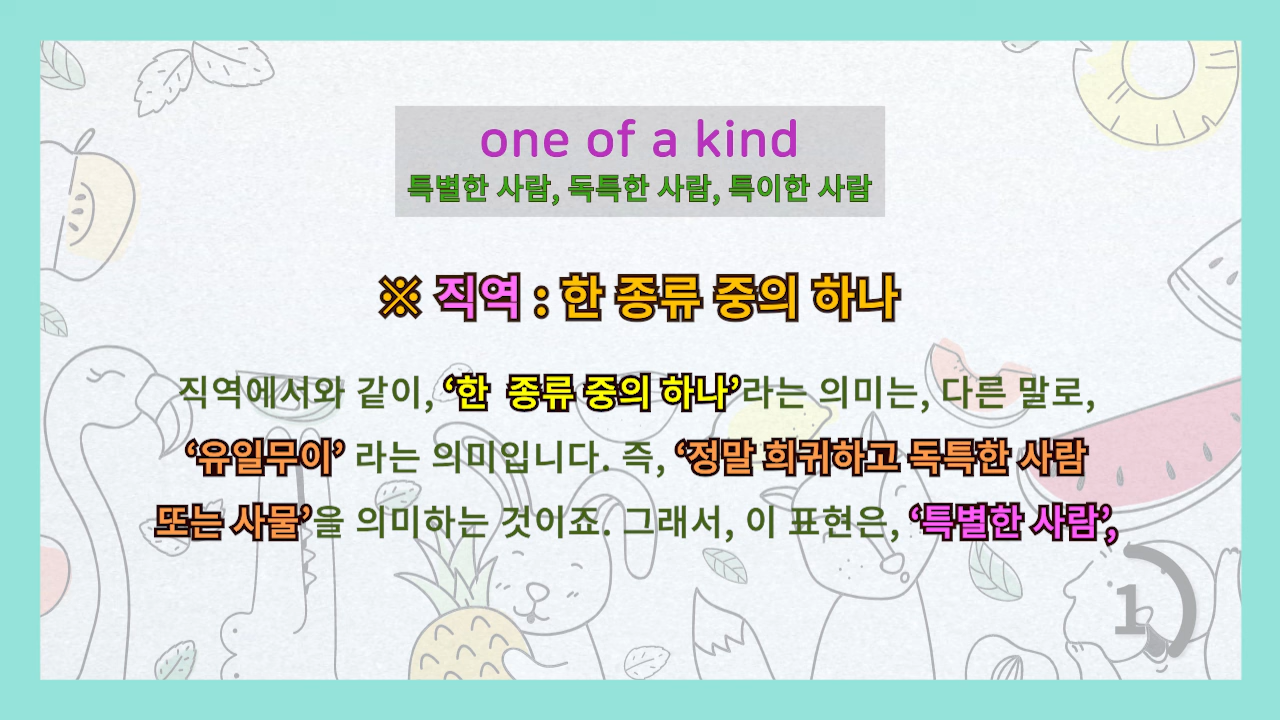 one of a kind
특별한 사람, 독특한 사람, 특이한 사람
※ 직역 : 한 종류 중의 하나
직역에서와 같이, ‘한 종류 중의 하나’라는 의미는, 다른 말로,
‘유일무이’ 라는 의미입니다. 즉, ‘정말 희귀하고 독특한 사람
또는 사물’을 의미하는 것이죠. 그래서, 이 표현은, ‘특별한 사람’,
1